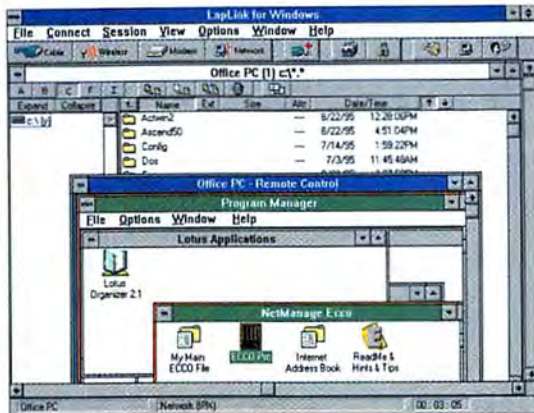 LapLink for Windows
File Connect Session View Options Window Help
Cable Wireless Modem Network
Office PC (1) c:\*.*
A B C F I
Expand Collapse Name Ext Size Attr Date/Time
c:\ Actwin2 --- 8/22/95 12:28:06PM
Ascend50 --- 8/22/95 4:51:04PM
Config --- 7/14/95 1:59:22PM
Dos --- 7/3/95 11:45:48AM
Office PC - Remote Control
Program Manager
File Options Window Help
Lotus Applications
Lotus
Organizer 2.1
NetManage Ecco
My Main
ECCO File
ECCO Pro
Internet
Address Book
ReadMe &
Hints & Tips
Office PC Network (IPX) 00:03:05